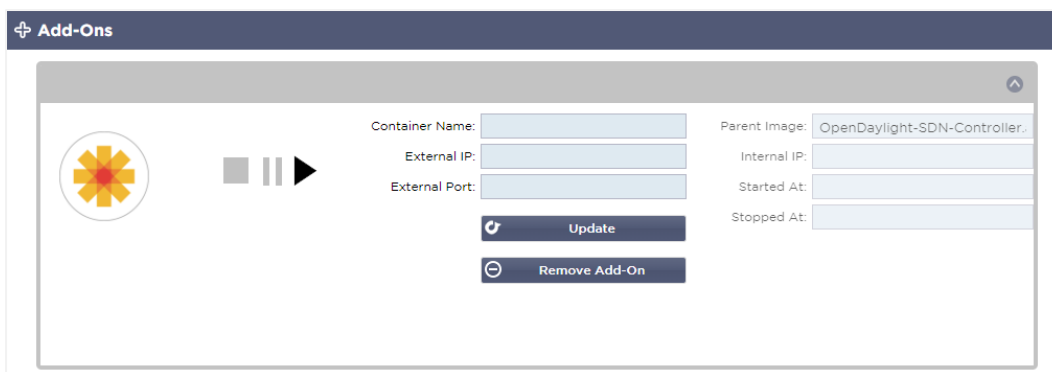 Add-Ons
Container Name:
External IP:
External Port:
Update
Remove Add-On
Parent Image: OpenDaylight-SDN-Controller.
Internal IP:
Started At:
Stopped At: